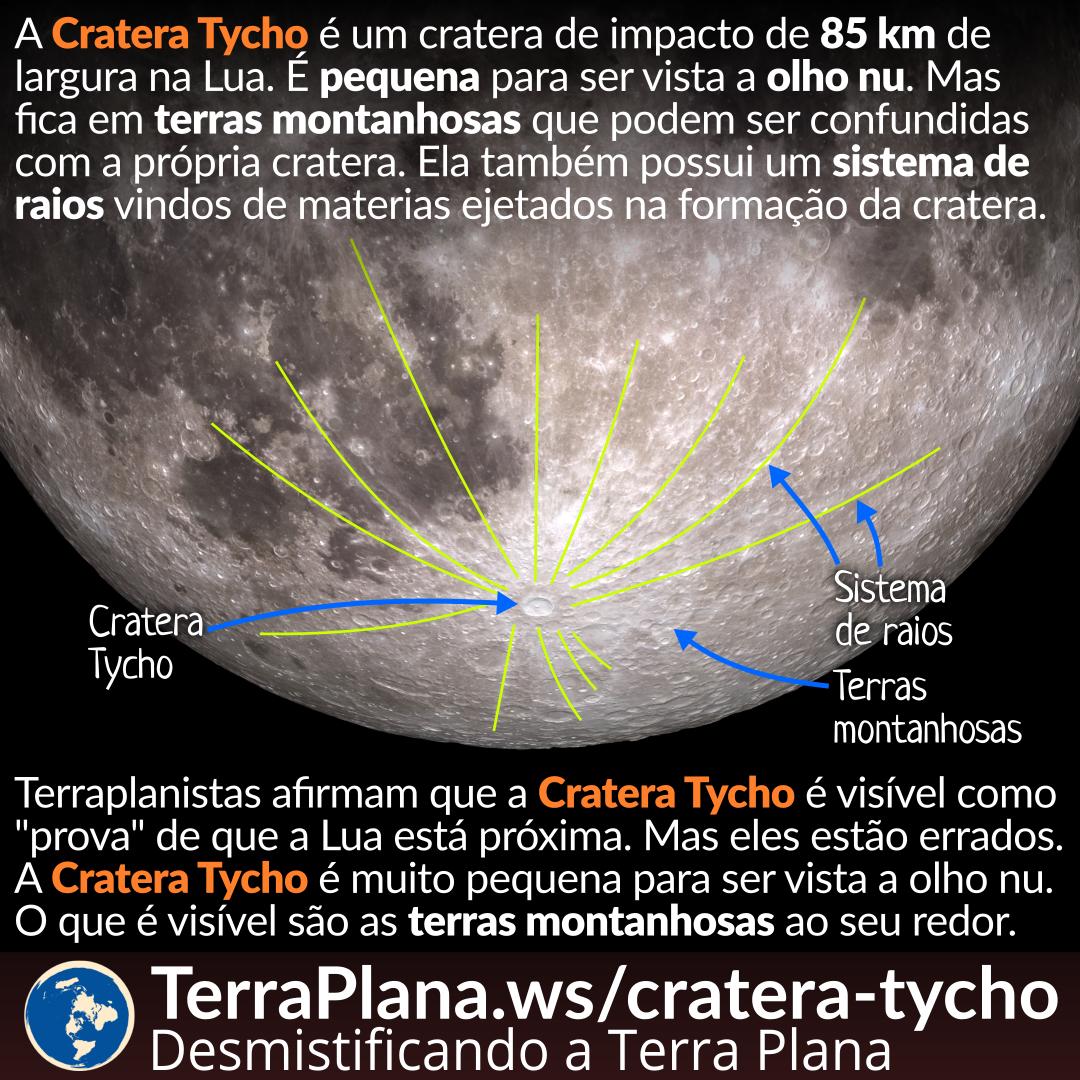 A Cratera Tycho é um cratera de impacto de 85 km de
largura na Lua. É pequena para ser vista a olho nu. Mas
fica em terras montanhosas que podem ser confundidas
com a própria cratera. Ela também possui um sistema de
raios vindos de materias ejetados na formação da cratera.
Cratera
Tycho
Sistema
de raios
Terras
montanhosas
Terraplanistas afirmam que a Cratera Tycho é visível como
"prova" de que a Lua está próxima. Mas eles estão errados.
A Cratera Tycho é muito pequena para ser vista a olho nu.
O que é visível são as terras montanhosas ao seu redor.
TerraPlana.ws/cratera-tycho
Desmistificando a Terra Plana